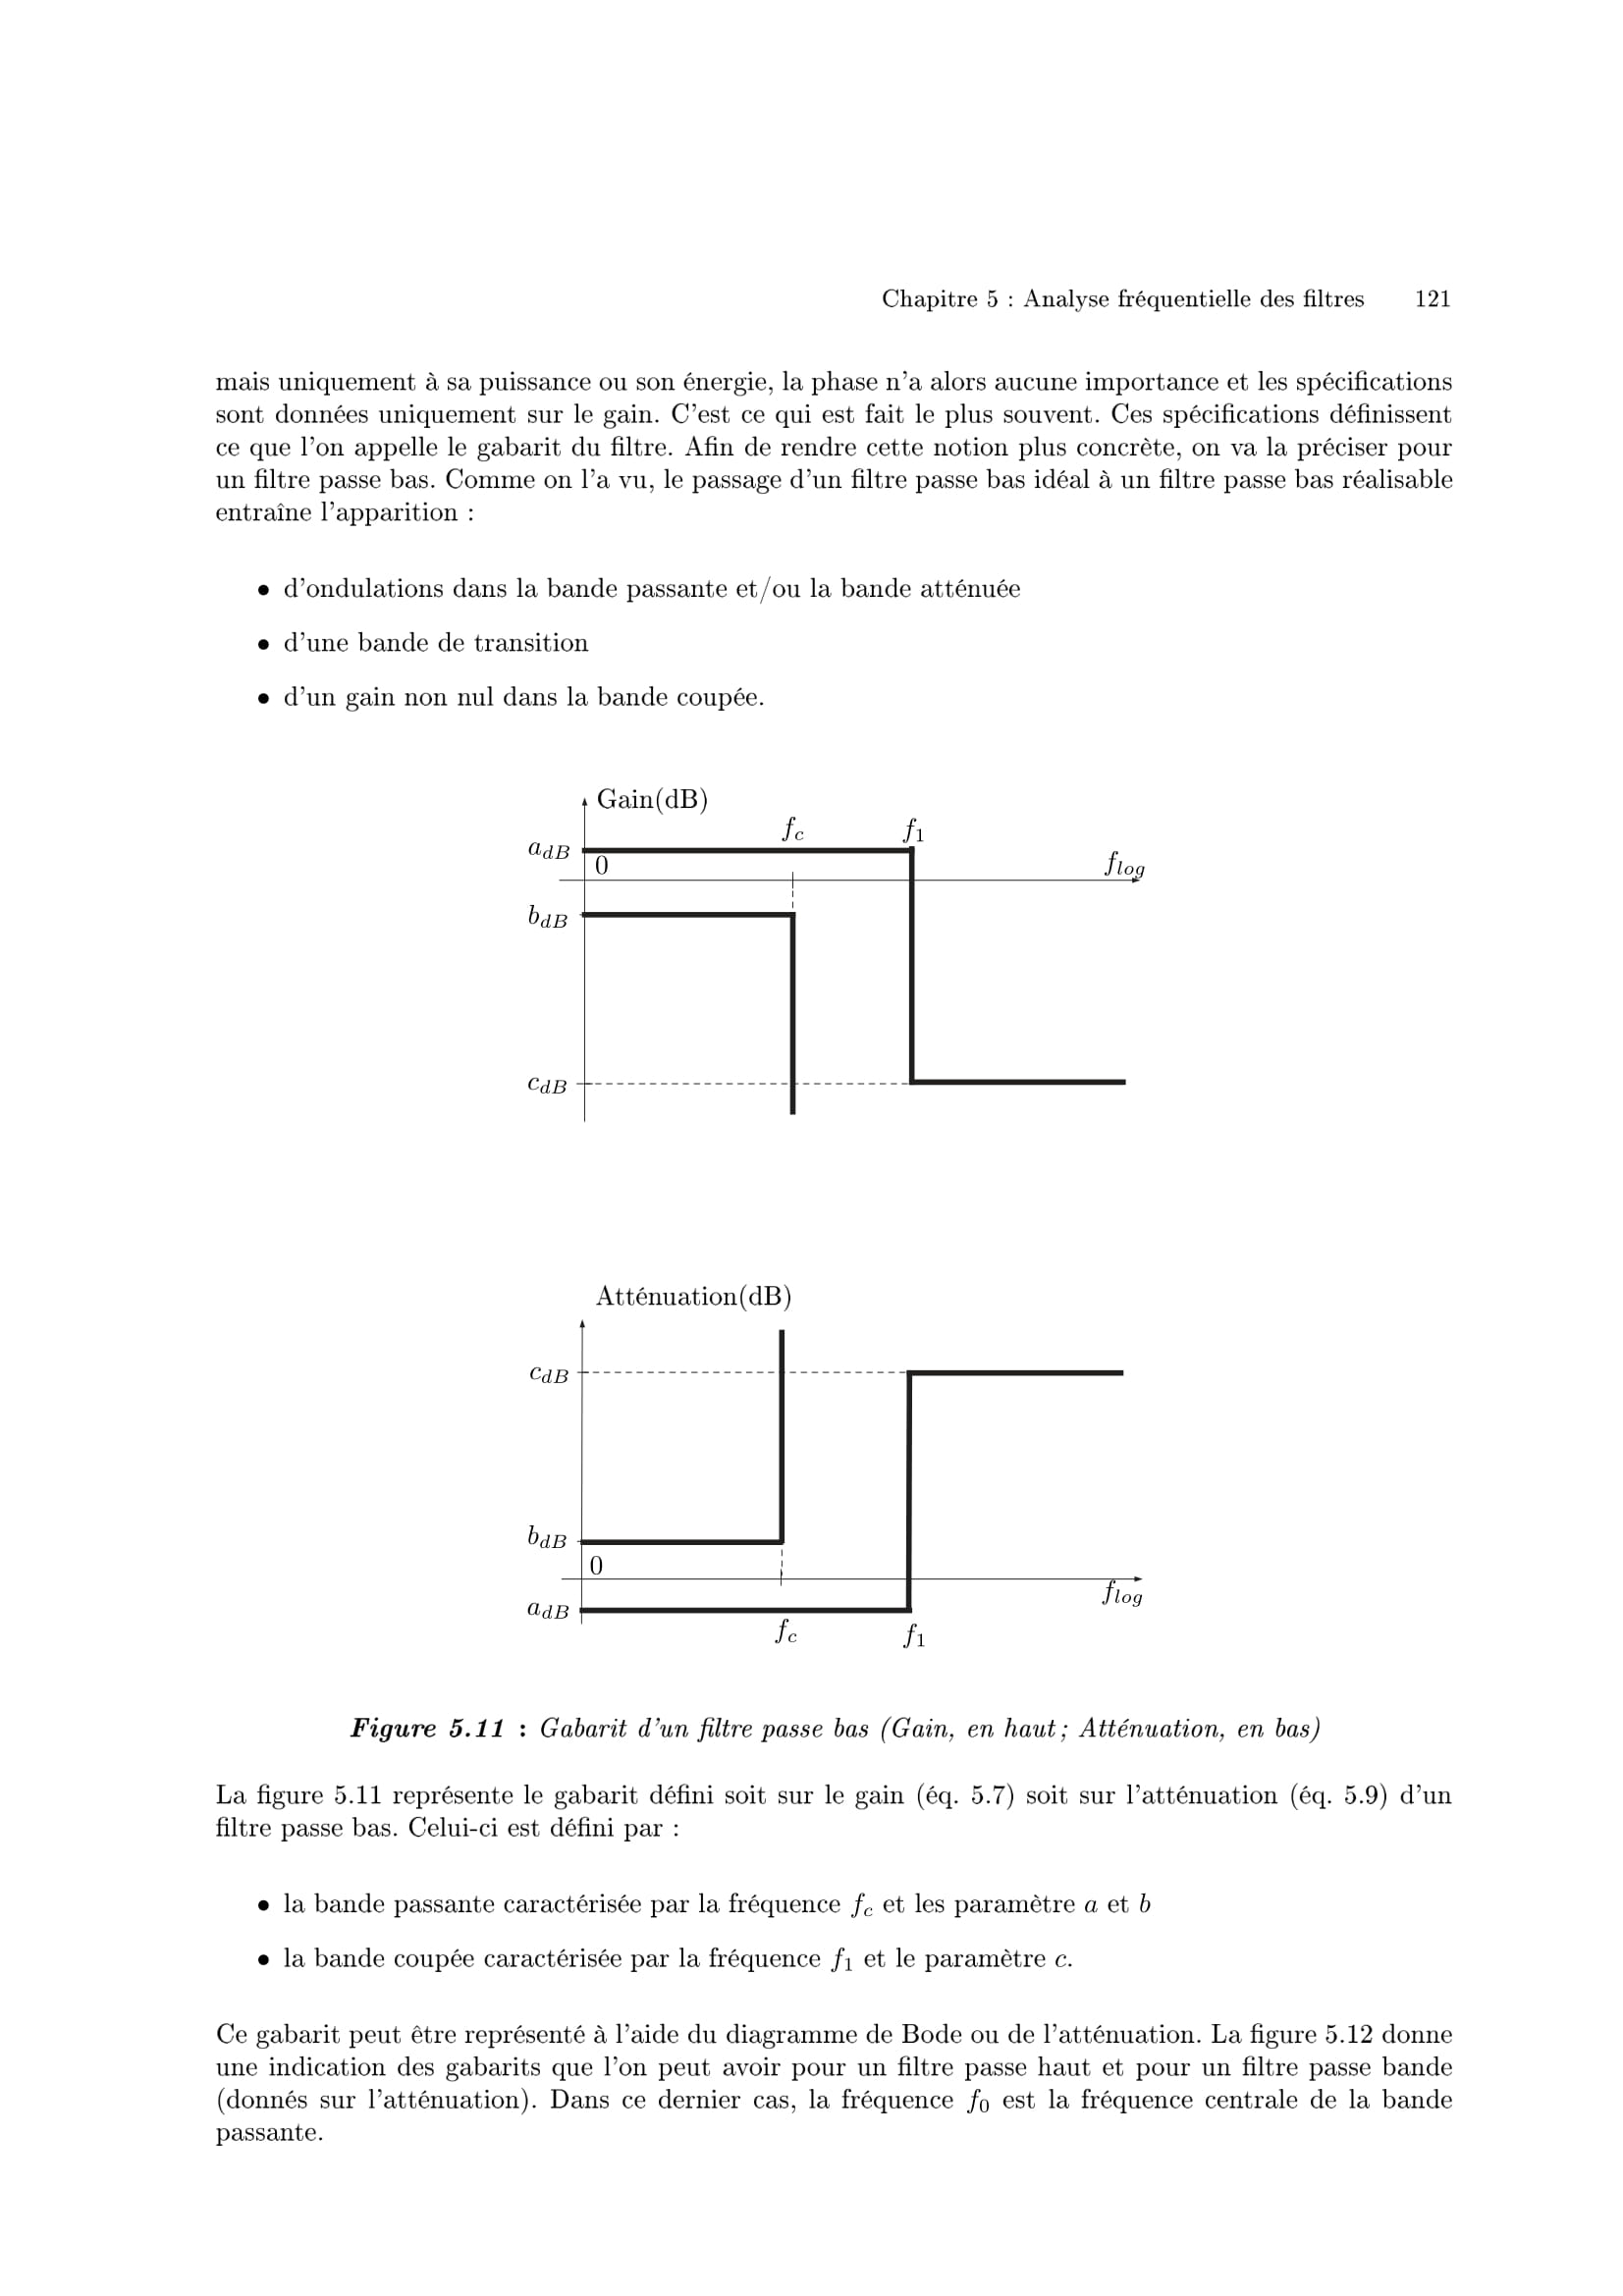 Chapitre 5 : Analyse fréquentielle des filtres 121
mais uniquement à sa puissance ou son énergie, la phase n'a alors aucune importance et les spécifications
sont données uniquement sur le gain. C'est ce qui est fait le plus souvent. Ces spécifications définissent
ce que l'on appelle le gabarit du filtre. Afin de rendre cette notion plus concrète, on va la préciser pour
un filtre passe bas. Comme on l'a vu, le passage d'un filtre passe bas idéal à un filtre passe bas réalisable
entraîne l'apparition :
• d'ondulations dans la bande passante et/ou la bande atténuée
• d'une bande de transition
• d'un gain non nul dans la bande coupée.
Gain(dB)
f_c f_1
a_{dB}
0 f_{log}
b_{dB}
c_{dB}
Atténuation(dB)
c_{dB}
b_{dB}
0
f_{log}
a_{dB}
f_c f_1
Figure 5.11 : Gabarit d'un filtre passe bas (Gain, en haut ; Atténuation, en bas)
La figure 5.11 représente le gabarit défini soit sur le gain (éq. 5.7) soit sur l'atténuation (éq. 5.9) d'un
filtre passe bas. Celui-ci est défini par :
• la bande passante caractérisée par la fréquence f_c et les paramètre a et b
• la bande coupée caractérisée par la fréquence f_1 et le paramètre c.
Ce gabarit peut être représenté à l'aide du diagramme de Bode ou de l'atténuation. La figure 5.12 donne
une indication des gabarits que l'on peut avoir pour un filtre passe haut et pour un filtre passe bande
(donnés sur l'atténuation). Dans ce dernier cas, la fréquence f_0 est la fréquence centrale de la bande
passante.